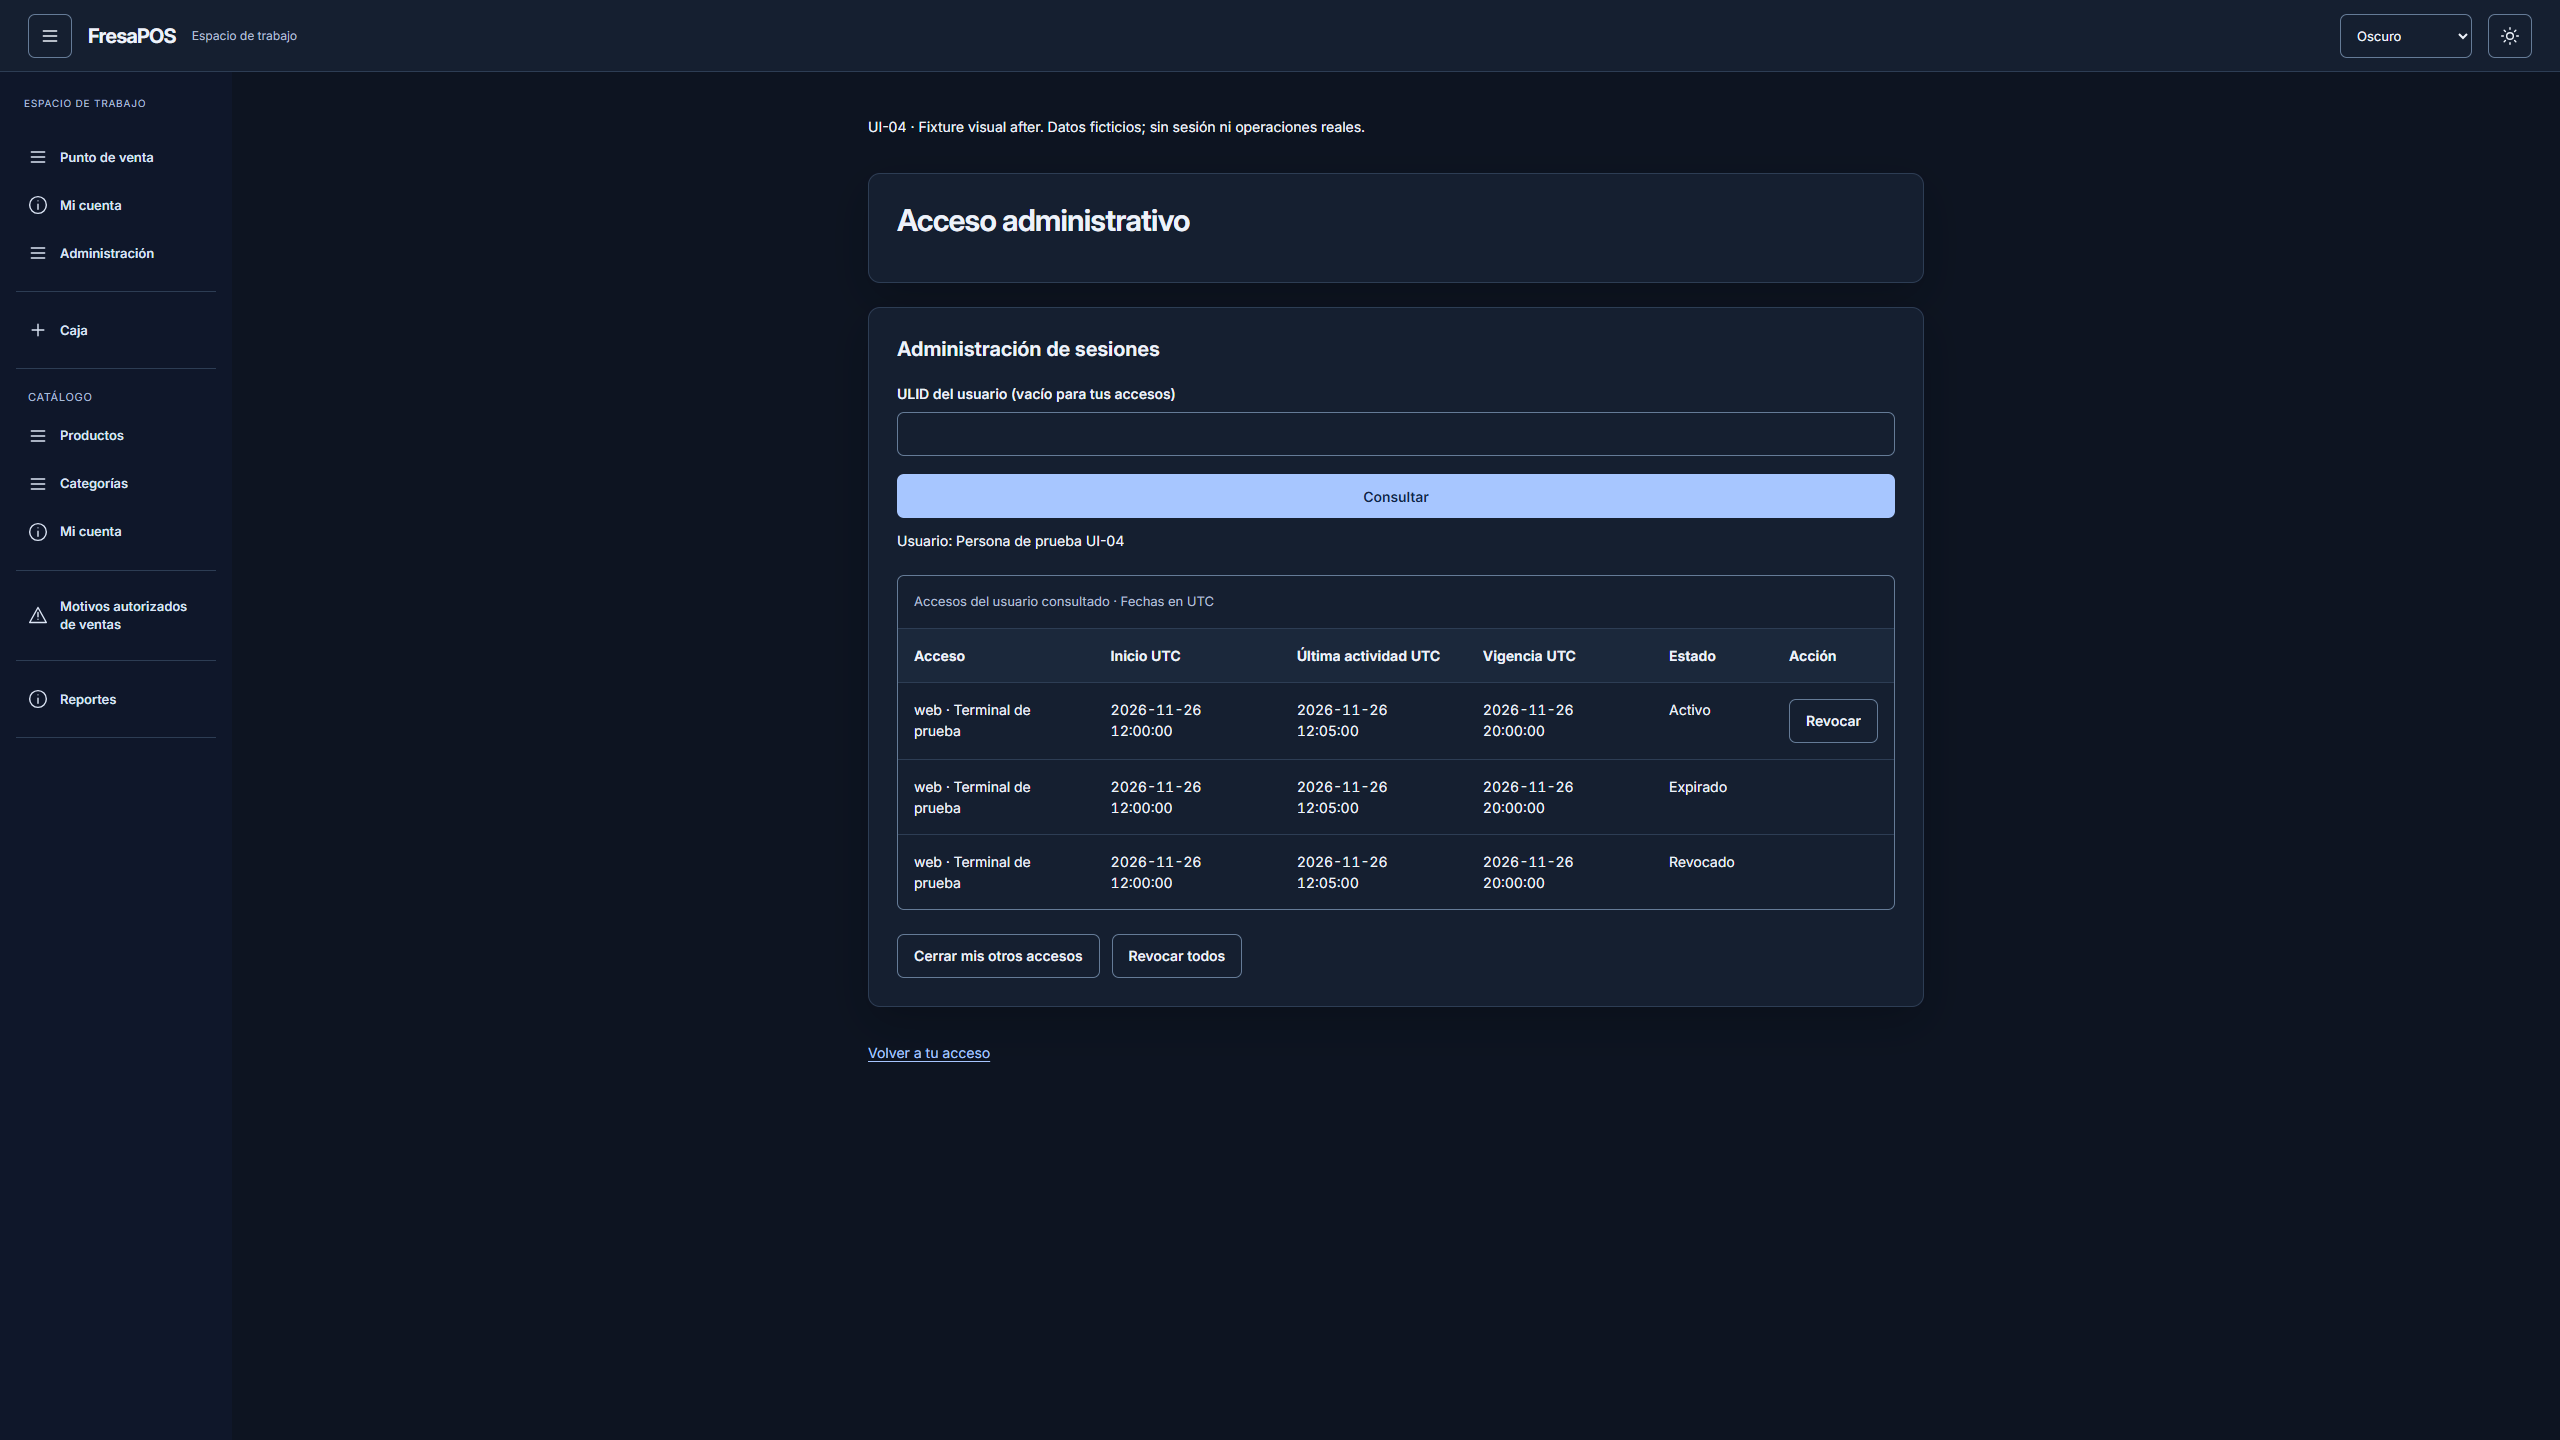 FresaPOS
Espacio de trabajo
Oscuro
ESPACIO DE TRABAJO
Punto de venta
Mi cuenta
Administración
Caja
CATÁLOGO
Productos
Categorías
Mi cuenta
Motivos autorizados
de ventas
Reportes
UI-04 · Fixture visual after. Datos ficticios; sin sesión ni operaciones reales.
Acceso administrativo
Administración de sesiones
ULID del usuario (vacío para tus accesos)
Consultar
Usuario: Persona de prueba UI-04
Accesos del usuario consultado · Fechas en UTC
Acceso Inicio UTC Última actividad UTC Vigencia UTC Estado Acción
web · Terminal de 2026-11-26 2026-11-26 2026-11-26 Activo Revocar
prueba 12:00:00 12:05:00 20:00:00
web · Terminal de 2026-11-26 2026-11-26 2026-11-26 Expirado
prueba 12:00:00 12:05:00 20:00:00
web · Terminal de 2026-11-26 2026-11-26 2026-11-26 Revocado
prueba 12:00:00 12:05:00 20:00:00
Cerrar mis otros accesos Revocar todos
Volver a tu acceso